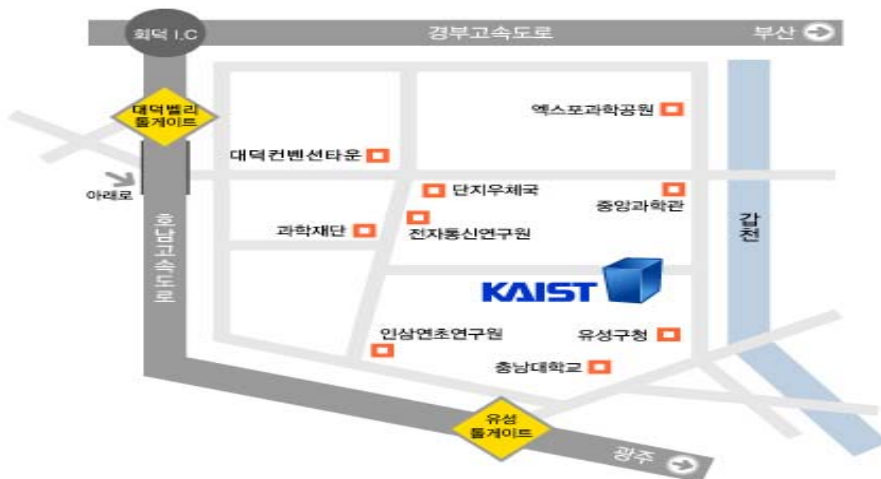 회덕 I.C
경부고속도로
부산
대덕벨리
톨게이트
엑스포과학공원
대덕컨벤션타운
아래로
단지우체국
중앙과학관
갑천
과학재단
전자통신연구원
호남고속도로
KAIST
인삼연초연구원
유성구청
충남대학교
유성
톨게이트
광주